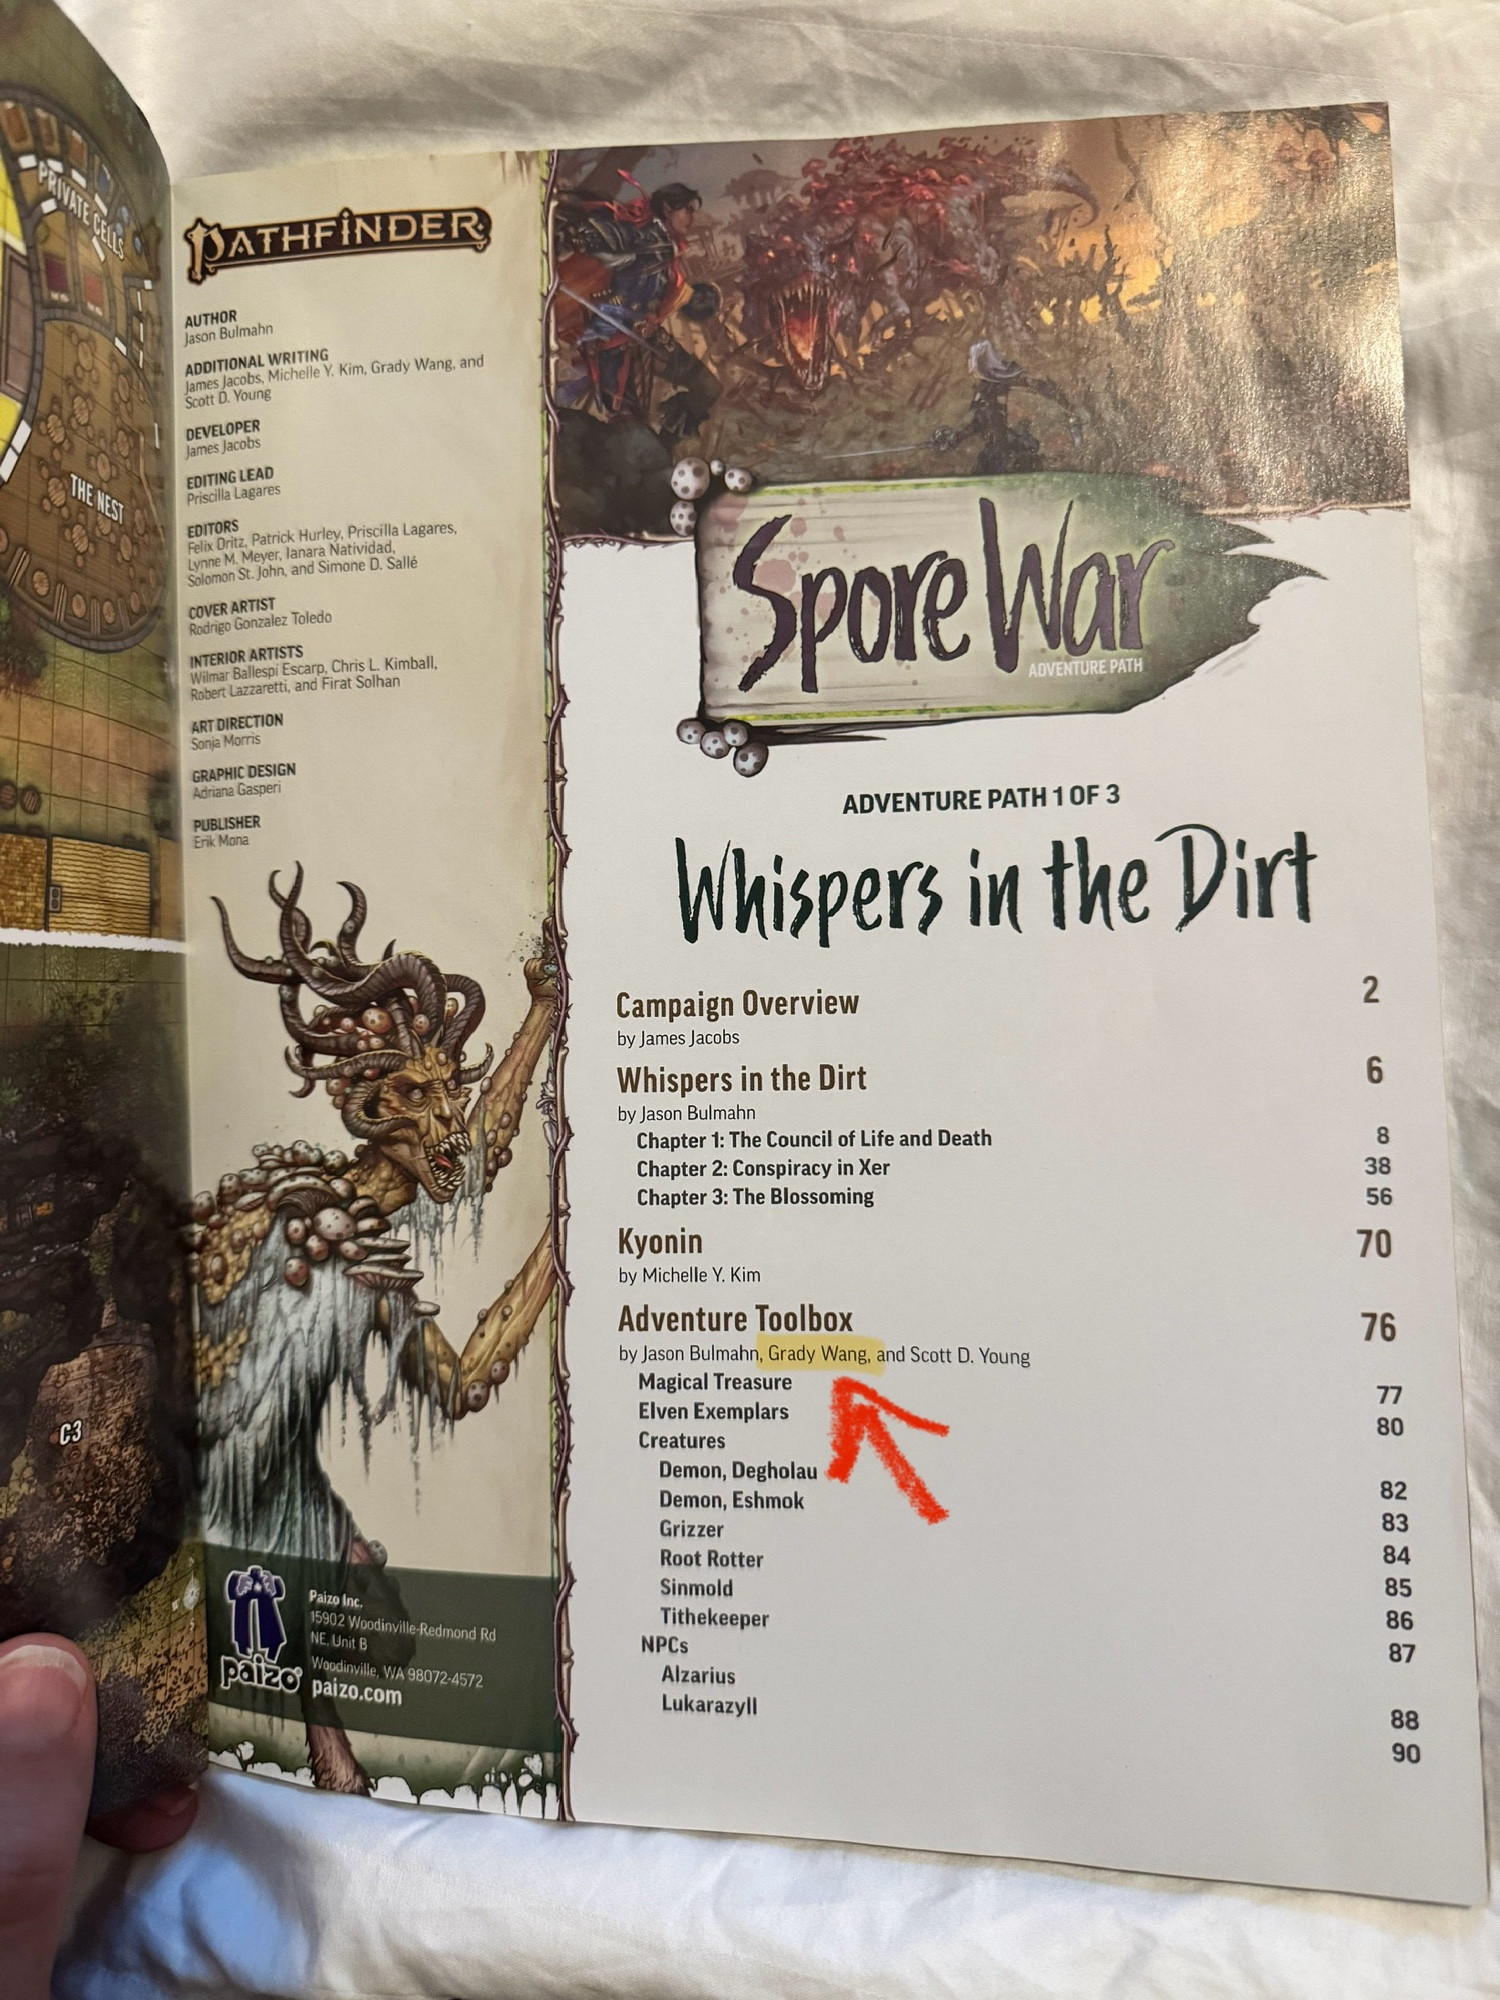 PRIVATE CELLS
THE NEST
C3
PATHFINDER
AUTHOR
Jason Bulmahn
ADDITIONAL WRITING
James Jacobs, Michelle Y. Kim, Grady Wang, and
Scott D. Young
DEVELOPER
James Jacobs
EDITING LEAD
Priscilla Lagares
EDITORS
Felix Dritz, Patrick Hurley, Priscilla Lagares,
Lynne M. Meyer, Ianara Natividad,
Solomon St. John, and Simone D. Sallé
COVER ARTIST
Rodrigo Gonzalez Toledo
INTERIOR ARTISTS
Wilmar Ballespi Escarp, Chris L. Kimball,
Robert Lazzaretti, and Firat Solhan
ART DIRECTION
Sonja Morris
GRAPHIC DESIGN
Adriana Gasperi
PUBLISHER
Erik Mona
paizo
Paizo Inc.
15902 Woodinville-Redmond Rd
NE, Unit B
Woodinville, WA 98072-4572
paizo.com
Spore War
ADVENTURE PATH
ADVENTURE PATH 1 OF 3
Whispers in the Dirt
Campaign Overview 2
by James Jacobs
Whispers in the Dirt 6
by Jason Bulmahn
Chapter 1: The Council of Life and Death 8
Chapter 2: Conspiracy in Xer 38
Chapter 3: The Blossoming 56
Kyonin 70
by Michelle Y. Kim
Adventure Toolbox 76
by Jason Bulmahn, Grady Wang, and Scott D. Young
Magical Treasure 77
Elven Exemplars 80
Creatures
Demon, Degholau 82
Demon, Eshmok 83
Grizzer 84
Root Rotter 85
Sinmold 86
Tithekeeper 87
NPCs
Alzarius 88
Lukarazyll 90